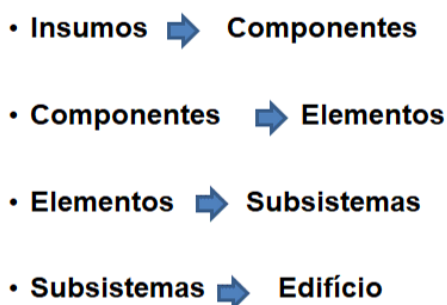 • Insumos Componentes
• Componentes Elementos
• Elementos Subsistemas
• Subsistemas Edifício